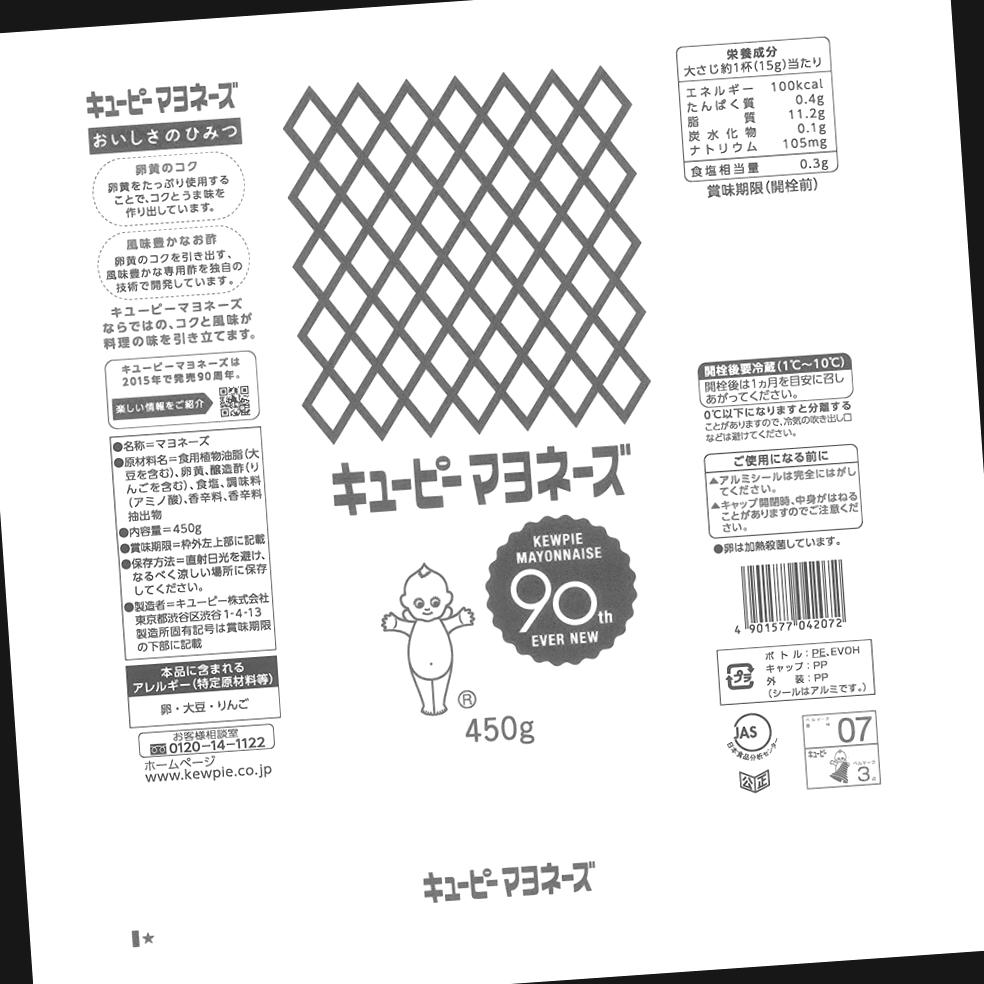 キユーピー マヨネーズ
おいしさのひみつ
卵黄のコク
卵黄をたっぷり使用する
ことで、コクとうま味を
作り出しています。
風味豊かなお酢
卵黄のコクを引き出す、
風味豊かな専用酢を独自の
技術で開発しています。
キユーピーマヨネーズ
ならではの、コクと風味が
料理の味を引き立てます。
キユーピーマヨネーズは
2015年で発売90周年。
楽しい情報をご紹介
●名称=マヨネーズ
●原材料名=食用植物油脂(大
豆を含む)、卵黄、醸造酢(り
んごを含む)、食塩、調味料
(アミノ酸)、香辛料、香辛料
抽出物
●内容量=450g
●賞味期限=枠外左上部に記載
●保存方法=直射日光を避け、
なるべく涼しい場所に保存
してください。
●製造者=キユーピー株式会社
東京都渋谷区渋谷1-4-13
製造所固有記号は賞味期限
の下部に記載
本品に含まれる
アレルギー(特定原材料等)
卵・大豆・りんご
お客様相談室
0120-14-1122
ホームページ
www.kewpie.co.jp
キユーピー マヨネーズ
KEWPIE
MAYONNAISE
90th
EVER NEW
®
450g
キユーピー マヨネーズ
栄養成分
大さじ約1杯(15g)当たり
エネルギー 100kcal
たんぱく質 0.4g
脂質 11.2g
炭水化物 0.1g
ナトリウム 105mg
食塩相当量 0.3g
賞味期限(開栓前)
開栓後要冷蔵(1℃~10℃)
開栓後は1ヵ月を目安に召し
あがってください。
0℃以下になりますと分離する
ことがありますので、冷気の吹き出し口
などは避けてください。
ご使用になる前に
▲アルミシールは完全にはがし
てください。
▲キャップ開閉時、中身がはねる
ことがありますのでご注意くだ
さい。
●卵は加熱殺菌しています。
4 901577 042072
プラ
ボトル:PE、EVOH
キャップ:PP
外装:PP
(シールはアルミです。)
JAS
日本食品分析センター
公正
ベルマーク
07
キユーピー
ベルマーク
3点